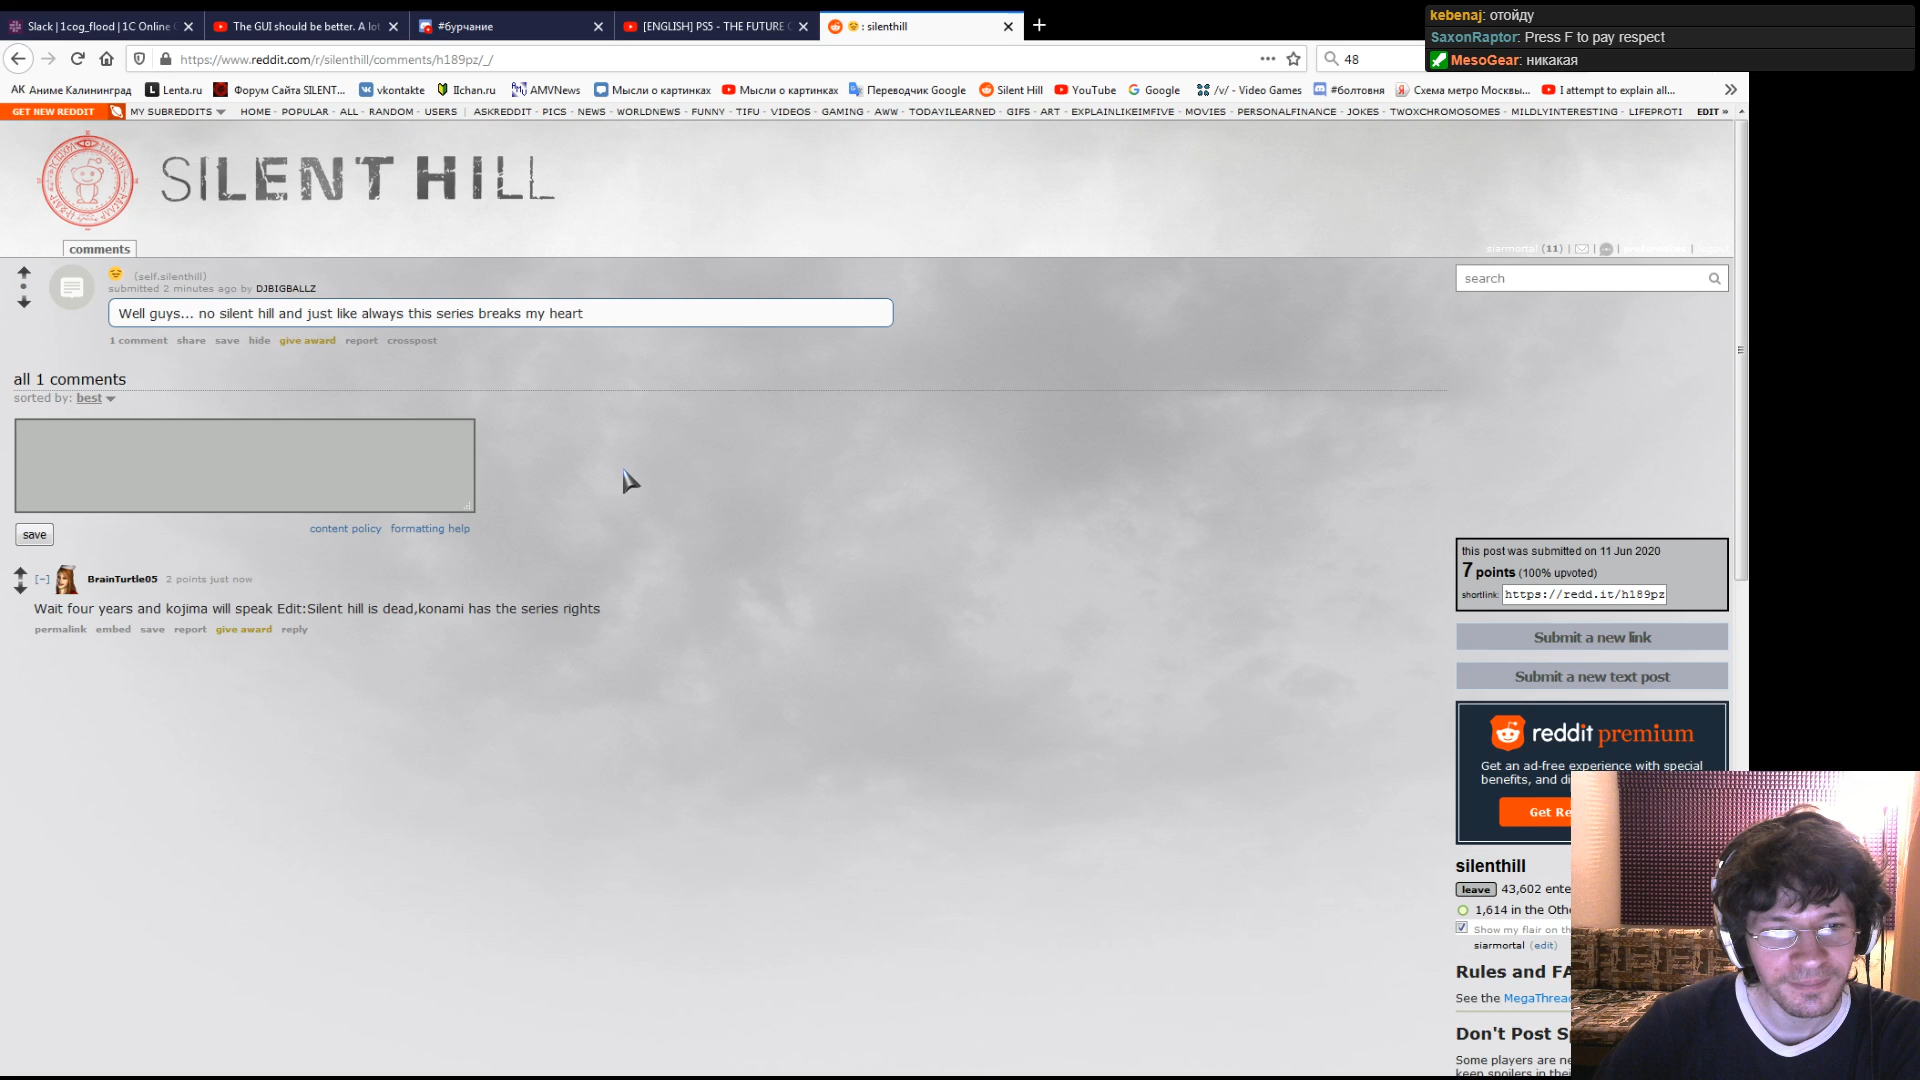 Slack | 1cog_flood | 1C Online
The GUI should be better. A lot
#бурчание
[ENGLISH] PS5 - THE FUTURE
: silenthill
https://www.reddit.com/r/silenthill/comments/h189pz/_/
48
kebenaj: отойду
SaxonRaptor: Press F to pay respect
MesoGear: никакая
АК Аниме Калининград
Lenta.ru
Форум Сайта SILENT...
vkontakte
IIchan.ru
AMVNews
Мысли о картинках
Мысли о картинках
Переводчик Google
Silent Hill
YouTube
Google
/v/ - Video Games
#болтовня
Схема метро Москвы...
I attempt to explain all...
GET NEW REDDIT
MY SUBREDDITS
HOME - POPULAR - ALL - RANDOM - USERS | ASKREDDIT - PICS - NEWS - WORLDNEWS - FUNNY - TIFU - VIDEOS - GAMING - AWW - TODAYILEARNED - GIFS - ART - EXPLAINLIKEIMFIVE - MOVIES - PERSONALFINANCE - JOKES - TWOXCHROMOSOMES - MILDLYINTERESTING - LIFEPROTI
EDIT »
SILENT HILL
comments
siarmortal (11)
(self.silenthill)
submitted 2 minutes ago by DJBIGBALLZ
Well guys... no silent hill and just like always this series breaks my heart
1 comment share save hide give award report crosspost
all 1 comments
sorted by: best
save
content policy formatting help
[-] BrainTurtle05 2 points just now
Wait four years and kojima will speak Edit:Silent hill is dead,konami has the series rights
permalink embed save report give award reply
search
this post was submitted on 11 Jun 2020
7 points (100% upvoted)
shortlink: https://redd.it/h189pz
Submit a new link
Submit a new text post
reddit premium
Get an ad-free experience with special
benefits, and di
Get Re
silenthill
leave 43,602 ente
1,614 in the Oth
Show my flair on th
siarmortal (edit)
Rules and FA
See the MegaThrea
Don't Post S
Some players are ne
keep spoilers in thei